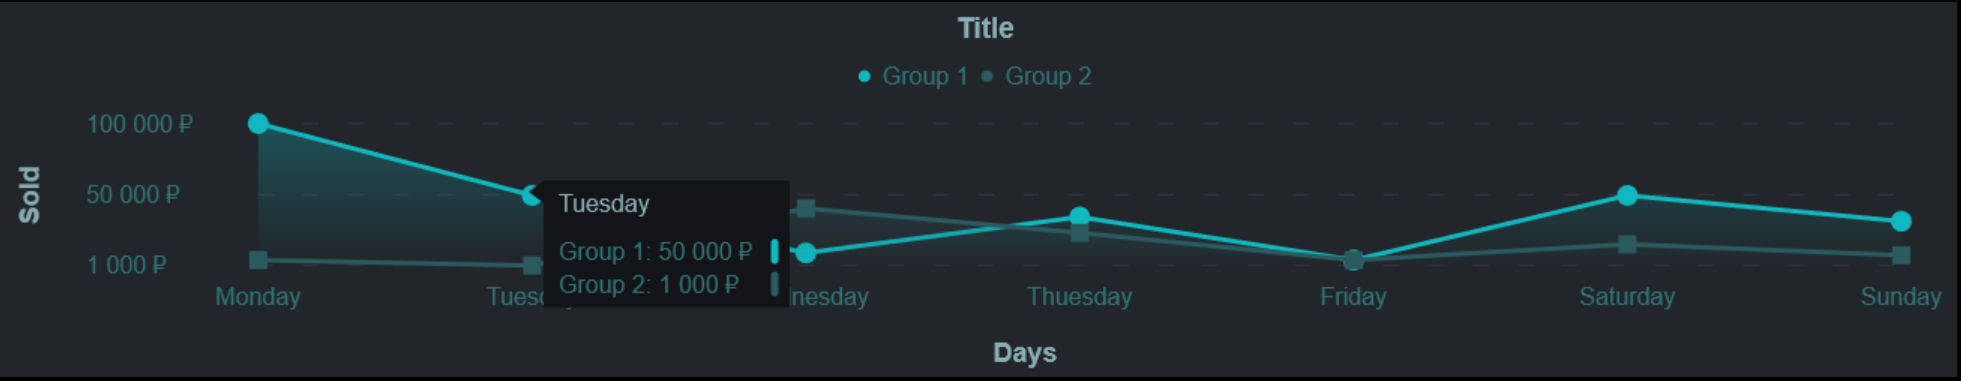 Title
Group 1 Group 2
100 000 ₽
Sold
50 000 ₽
1 000 ₽
Tuesday
Group 1: 50 000 ₽
Group 2: 1 000 ₽
Monday Thuesday Friday Saturday Sunday
Days